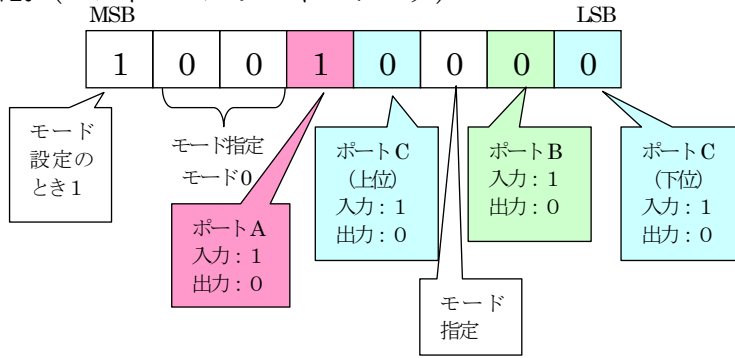 MSB
LSB
1 0 0 1 0 0 0 0
モード
設定の
とき1
モード指定
モード0
ポートA
入力：1
出力：0
ポートC
(上位)
入力：1
出力：0
モード
指定
ポートB
入力：1
出力：0
ポートC
(下位)
入力：1
出力：0